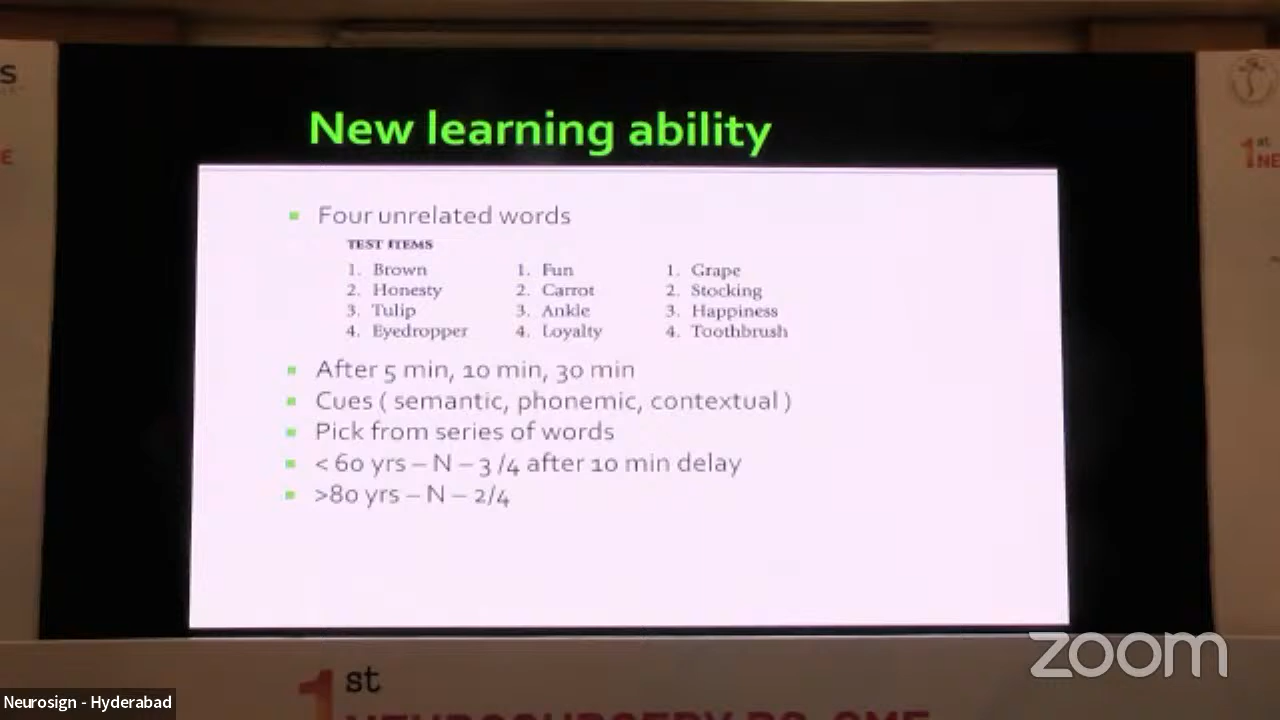 S
E
1st
NE
New learning ability
Four unrelated words
TEST ITEMS
1. Brown 1. Fun 1. Grape
2. Honesty 2. Carrot 2. Stocking
3. Tulip 3. Ankle 3. Happiness
4. Eyedropper 4. Loyalty 4. Toothbrush
After 5 min, 10 min, 30 min
Cues ( semantic, phonemic, contextual )
Pick from series of words
< 60 yrs – N – 3 /4 after 10 min delay
>80 yrs – N – 2/4
zoom
1st
Neurosign - Hyderabad